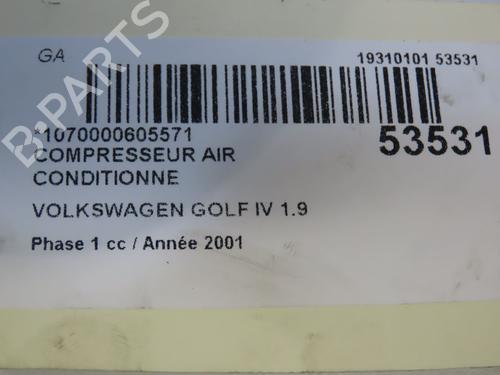 GA
19310101 53531
*1070000605571
53531
COMPRESSEUR AIR
CONDITIONNE
VOLKSWAGEN GOLF IV 1.9
Phase 1 cc / Année 2001
B-PARTS